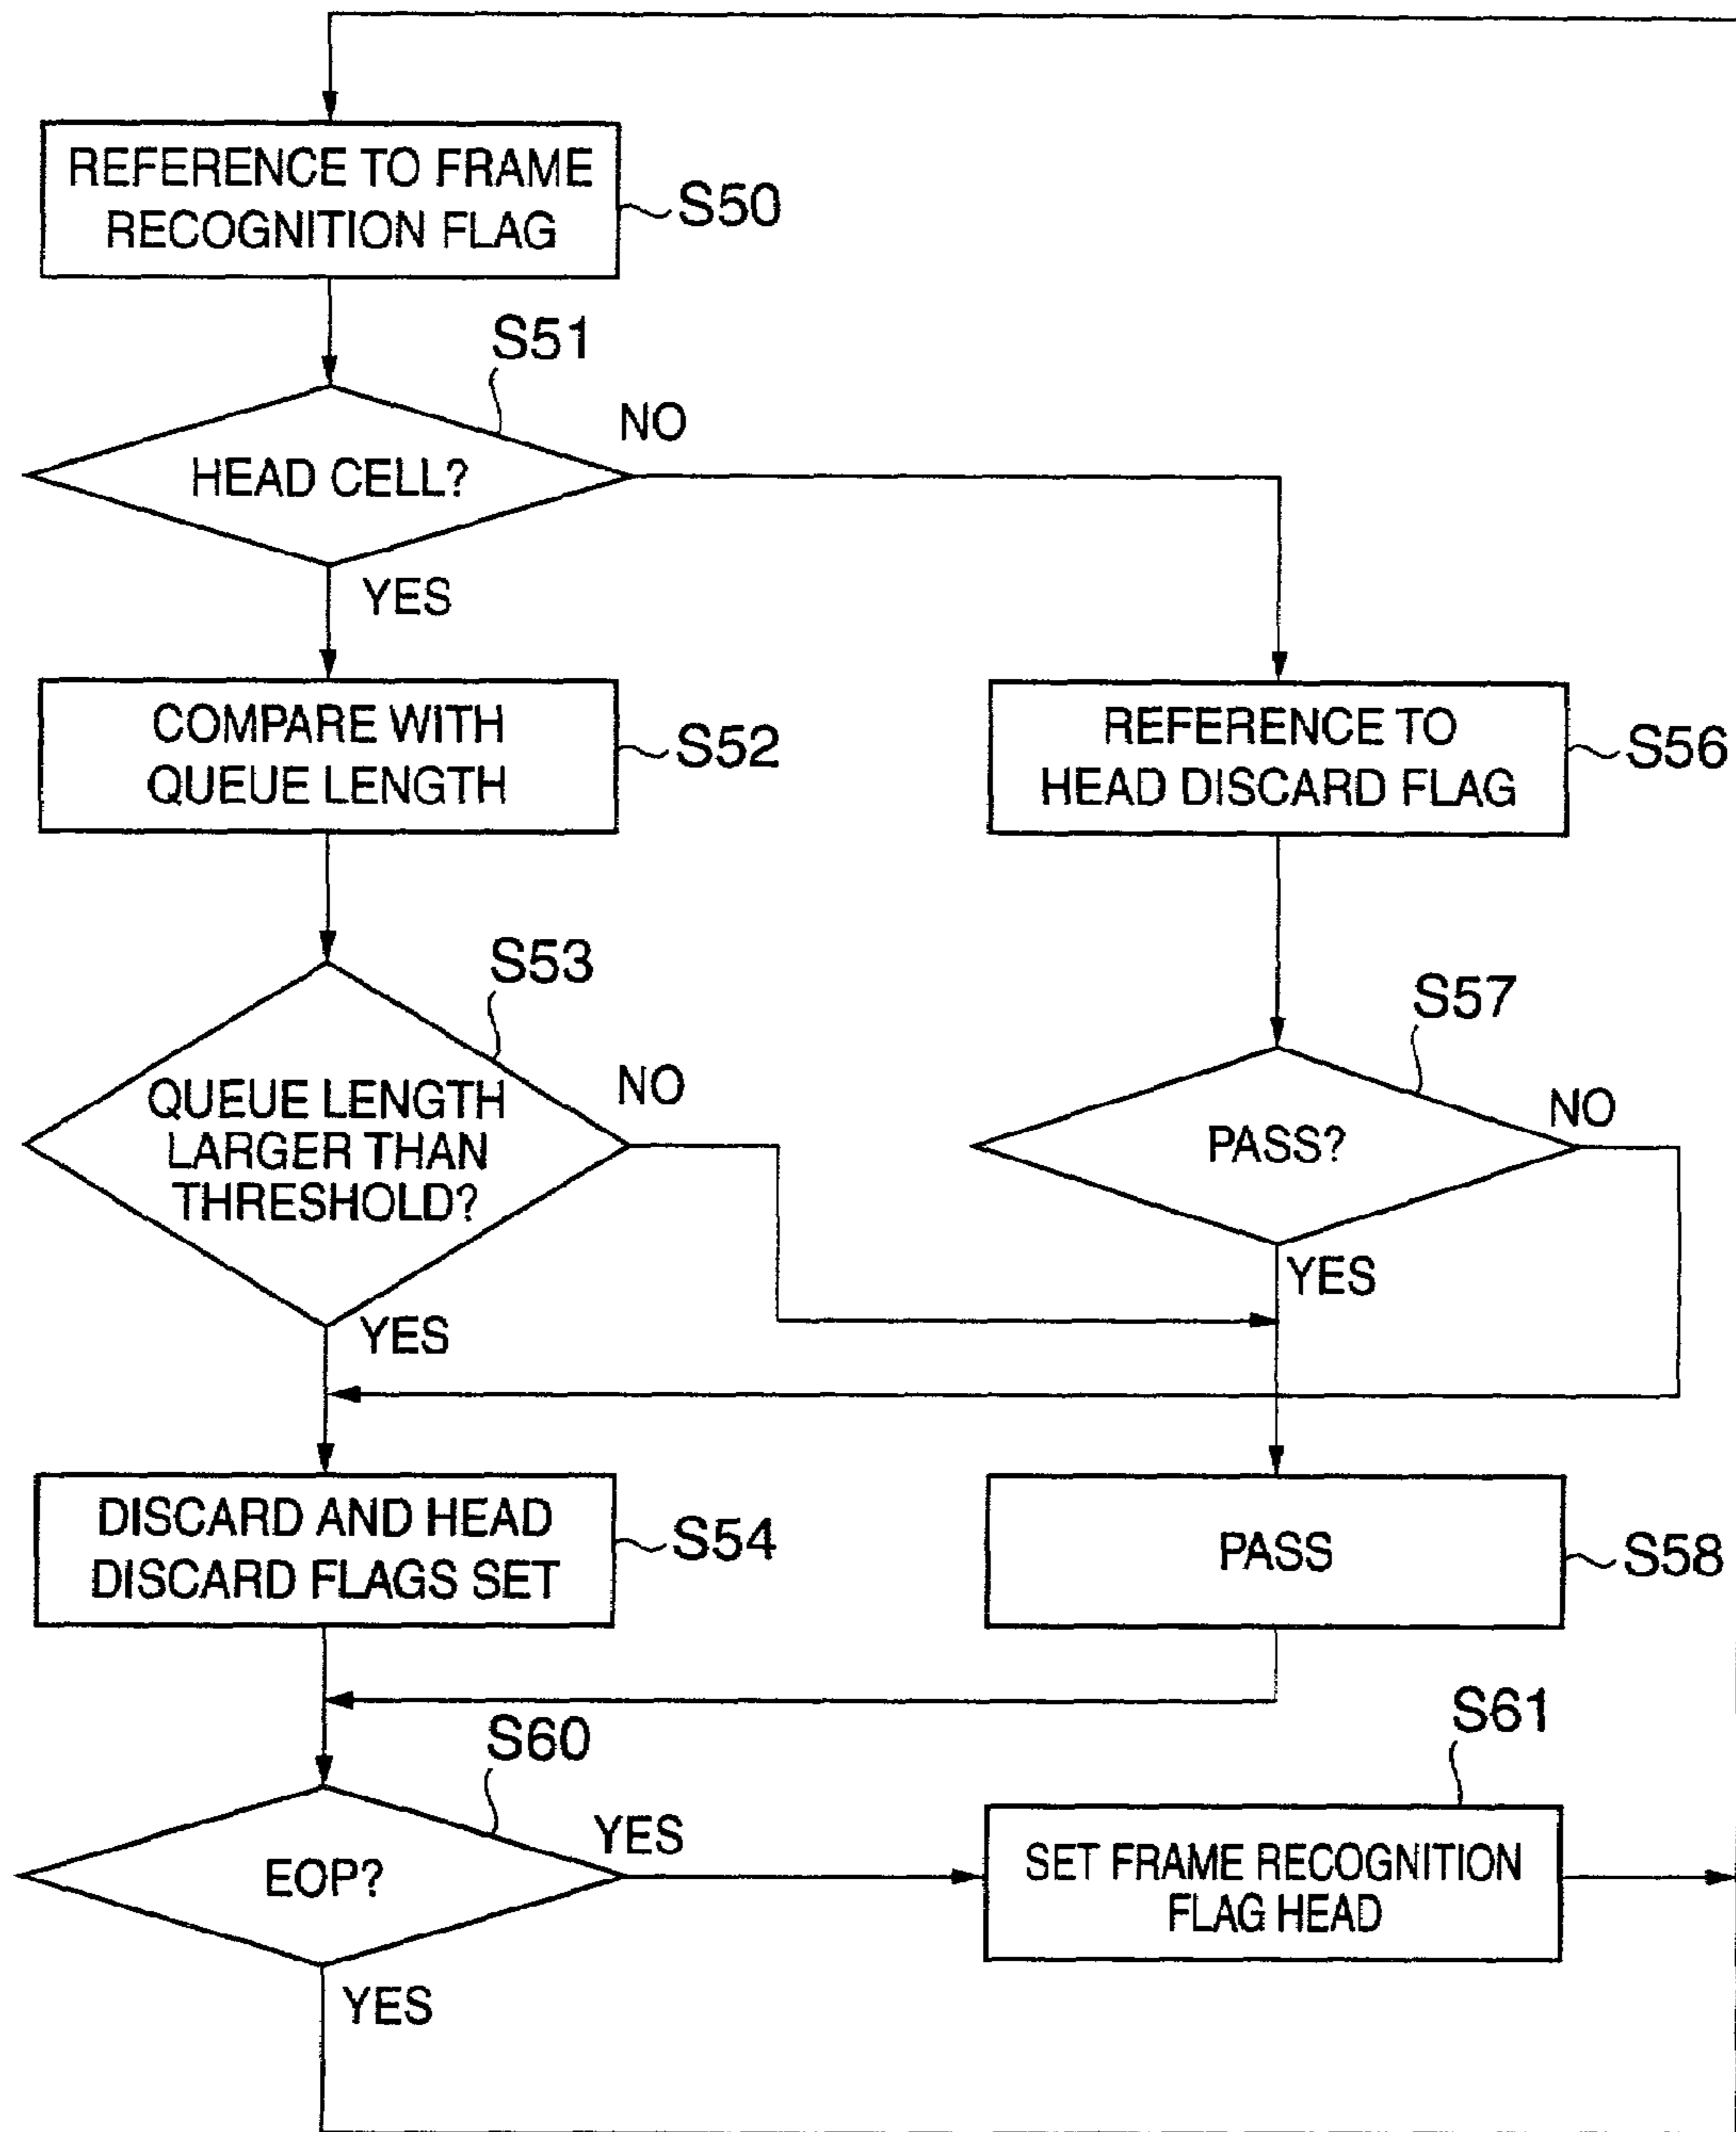 REFERENCE TO FRAME
RECOGNITION FLAG
S50
S51
HEAD CELL?
NO
YES
COMPARE WITH
QUEUE LENGTH
S52
REFERENCE TO
HEAD DISCARD FLAG
S56
S53
QUEUE LENGTH
LARGER THAN
THRESHOLD?
NO
YES
S57
PASS?
NO
YES
DISCARD AND HEAD
DISCARD FLAGS SET
S54
PASS
S58
S60
EOP?
YES
YES
S61
SET FRAME RECOGNITION
FLAG HEAD